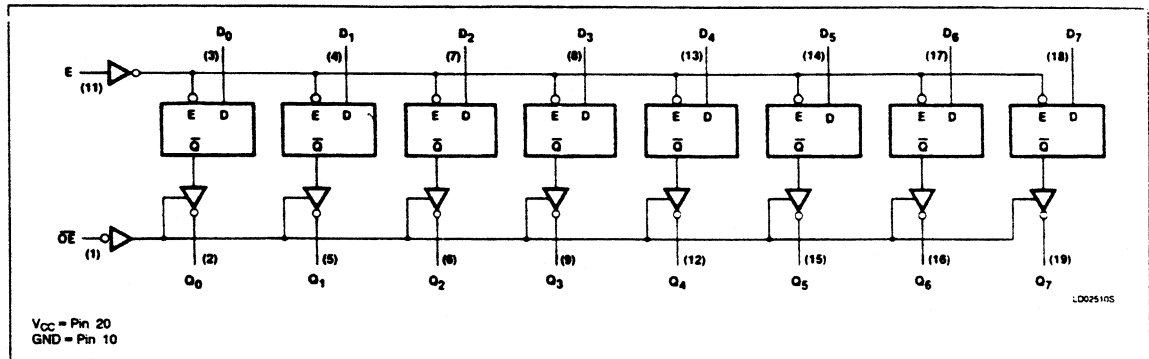 D0 D1 D2 D3 D4 D5 D6 D7
(3) (4) (7) (8) (13) (14) (17) (18)
E
(11)
E D E D E D E D E D E D E D E D
Q̅ Q̅ Q̅ Q̅ Q̅ Q̅ Q̅ Q̅
O̅E̅
(1)
(2) (5) (6) (9) (12) (15) (16) (19)
Q0 Q1 Q2 Q3 Q4 Q5 Q6 Q7
LD02510S
VCC = Pin 20
GND = Pin 10